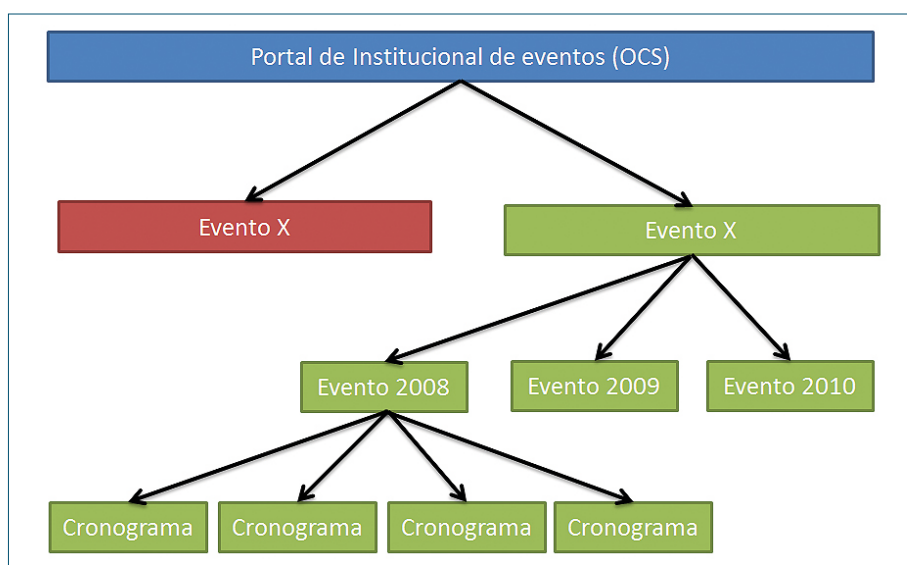 Portal de Institucional de eventos (OCS)
Evento X
Evento X
Evento 2008
Evento 2009
Evento 2010
Cronograma
Cronograma
Cronograma
Cronograma